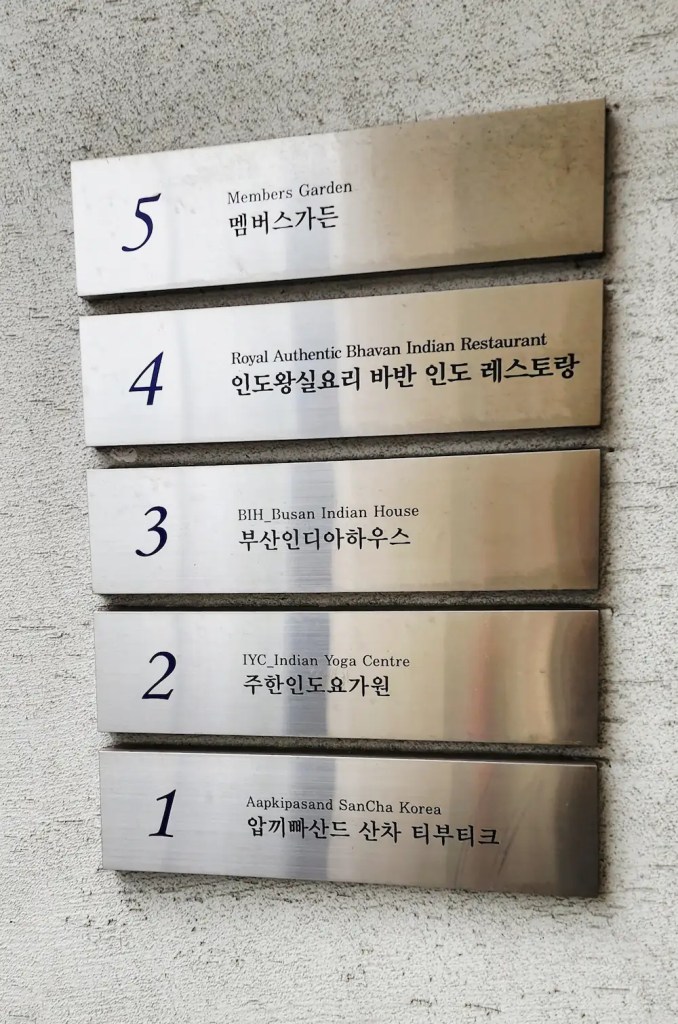 5
Members Garden
멤버스가든
4
Royal Authentic Bhavan Indian Restaurant
인도왕실요리 바반 인도 레스토랑
3
BIH_Busan Indian House
부산인디아하우스
2
IYC_Indian Yoga Centre
주한인도요가원
1
Aapkipasand SanCha Korea
압끼빠산드 산차 티부티크